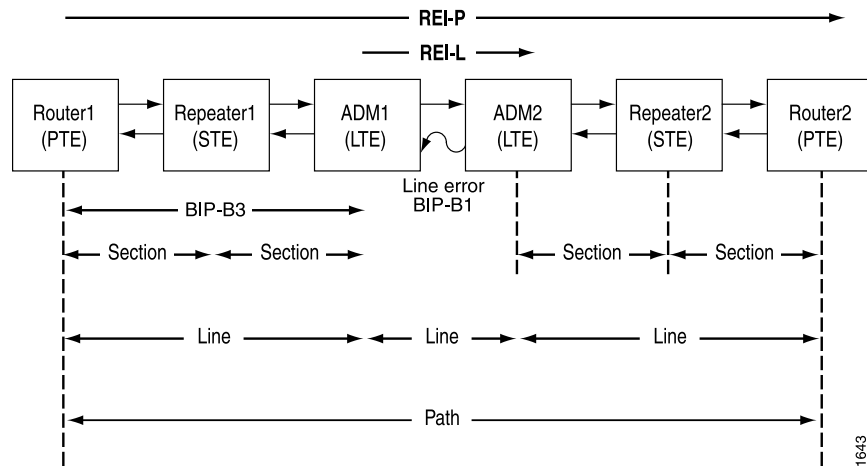 REI-P
REI-L
Router1
(PTE)
Repeater1
(STE)
ADM1
(LTE)
ADM2
(LTE)
Repeater2
(STE)
Router2
(PTE)
Line error
BIP-B1
BIP-B3
Section
Section
Section
Section
Line
Line
Line
Path
1643